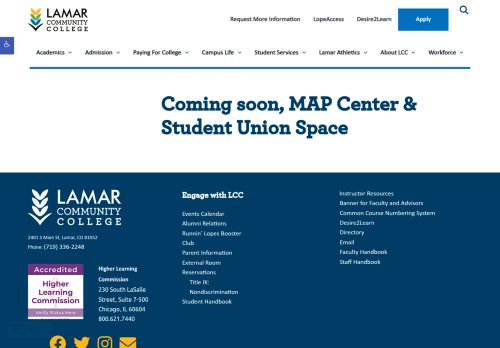 LAMAR
COMMUNITY
COLLEGE
Request More Information
LopeAccess
Desire2Learn
Apply
Academics
Admission
Paying For College
Campus Life
Student Services
Lamar Athletics
About LCC
Workforce
Coming soon, MAP Center &
Student Union Space
LAMAR
COMMUNITY
COLLEGE
2401 S Main St, Lamar, CO 81052
Phone: (719) 336-2248
Accredited
Higher
Learning
Commission
Verify Status Here
Higher Learning
Commission
230 South LaSalle
Street, Suite 7-500
Chicago, IL 60604
800.621.7440
Engage with LCC
Events Calendar
Alumni Relations
Runnin' Lopes Booster
Club
Parent Information
External Room
Reservations
Title IX:
Nondiscrimination
Student Handbook
Instructor Resources
Banner for Faculty and Advisors
Common Course Numbering System
Desire2Learn
Directory
Email
Faculty Handbook
Staff Handbook